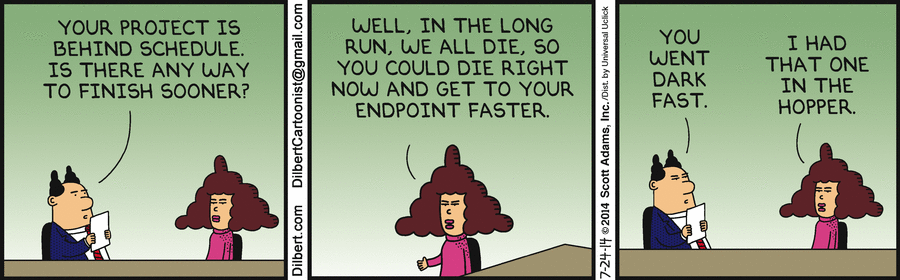 YOUR PROJECT IS
BEHIND SCHEDULE.
IS THERE ANY WAY
TO FINISH SOONER?
Dilbert.com DilbertCartoonist@gmail.com
WELL, IN THE LONG
RUN, WE ALL DIE, SO
YOU COULD DIE RIGHT
NOW AND GET TO YOUR
ENDPOINT FASTER.
7-24-14 © 2014 Scott Adams, Inc. /Dist. by Universal Uclick
YOU
WENT
DARK
FAST.
I HAD
THAT ONE
IN THE
HOPPER.